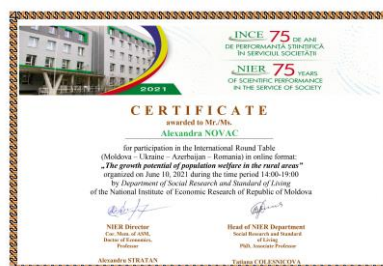 INCE 75 DE ANI
DE PERFORMANȚĂ ȘTIINȚIFICĂ
ÎN SERVICIUL SOCIETĂȚII
NIER 75 YEARS
OF SCIENTIFIC PERFORMANCE
IN THE SERVICE OF SOCIETY
2021
CERTIFICATE
awarded to Mr./Ms.
Alexandra NOVAC
for participation in the International Round Table
(Moldova – Ukraine – Azerbaijan – Romania) in online format:
„The growth potential of population welfare in the rural areas”
organized on June 10, 2021 during the time period 14:00-19:00
by Department of Social Research and Standard of Living
of the National Institute of Economic Research of Republic of Moldova
NIER Director
Cor. Mem. of ASM,
Doctor of Economics,
Professor
Alexandru STRATAN
Head of NIER Department
Social Research and Standard
of Living
PhD, Associate Professor
Tatiana COLESNICOVA